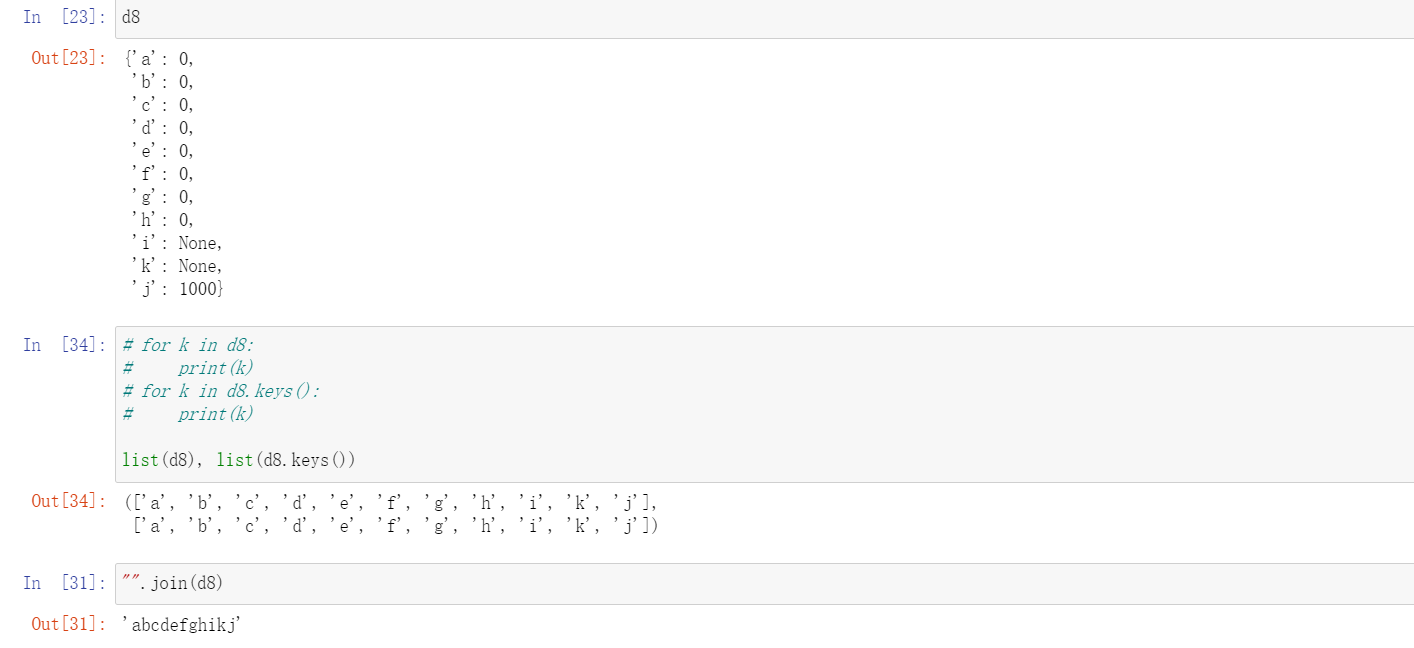 In [23]: d8
Out[23]: {'a': 0,
'b': 0,
'c': 0,
'd': 0,
'e': 0,
'f': 0,
'g': 0,
'h': 0,
'i': None,
'k': None,
'j': 1000}
In [34]: # for k in d8:
#     print(k)
# for k in d8.keys():
#     print(k)
list(d8), list(d8.keys())
Out[34]: (['a', 'b', 'c', 'd', 'e', 'f', 'g', 'h', 'i', 'k', 'j'],
['a', 'b', 'c', 'd', 'e', 'f', 'g', 'h', 'i', 'k', 'j'])
In [31]: "".join(d8)
Out[31]: 'abcdefghikj'